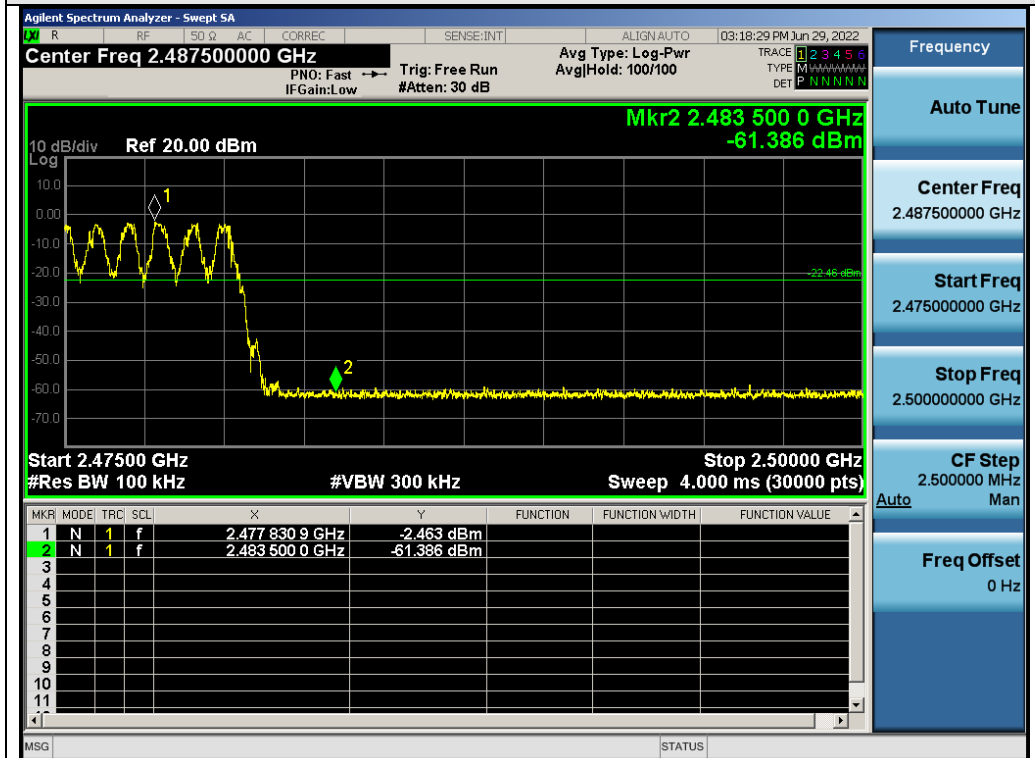 Agilent Spectrum Analyzer - Swept SA
LXI R RF 50 Ω AC CORREC SENSE:INT ALIGN AUTO 03:18:29 PM Jun 29, 2022
Center Freq 2.487500000 GHz
PNO: Fast
IFGain:Low
Trig: Free Run
#Atten: 30 dB
Avg Type: Log-Pwr
Avg|Hold: 100/100
TRACE 1 2 3 4 5 6
TYPE M WWWWW
DET P N N N N N
Mkr2 2.483 500 0 GHz
-61.386 dBm
10 dB/div Ref 20.00 dBm
Log
10.0
0.00
-10.0
-20.0
-30.0
-40.0
-50.0
-60.0
-70.0
1
-22.46 dBm
2
Start 2.47500 GHz Stop 2.50000 GHz
#Res BW 100 kHz #VBW 300 kHz Sweep 4.000 ms (30000 pts)
MKR MODE TRC SCL X Y FUNCTION FUNCTION WIDTH FUNCTION VALUE
1 N 1 f 2.477 830 9 GHz -2.463 dBm
2 N 1 f 2.483 500 0 GHz -61.386 dBm
3
4
5
6
7
8
9
10
11
MSG STATUS
Frequency
Auto Tune
Center Freq
2.487500000 GHz
Start Freq
2.475000000 GHz
Stop Freq
2.500000000 GHz
CF Step
2.500000 MHz
Auto Man
Freq Offset
0 Hz